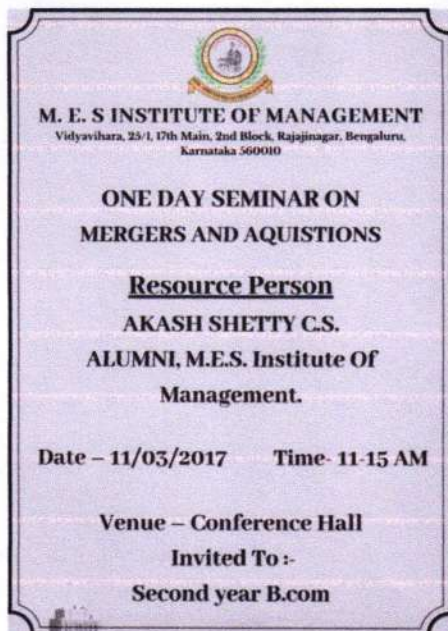 M. E. S INSTITUTE OF MANAGEMENT
Vidyavihara, 25/1, 17th Main, 2nd Block, Rajajinagar, Bengaluru,
Karnataka 560010
ONE DAY SEMINAR ON
MERGERS AND AQUISTIONS
Resource Person
AKASH SHETTY C.S.
ALUMNI, M.E.S. Institute Of
Management.
Date – 11/03/2017 Time- 11-15 AM
Venue – Conference Hall
Invited To :-
Second year B.com